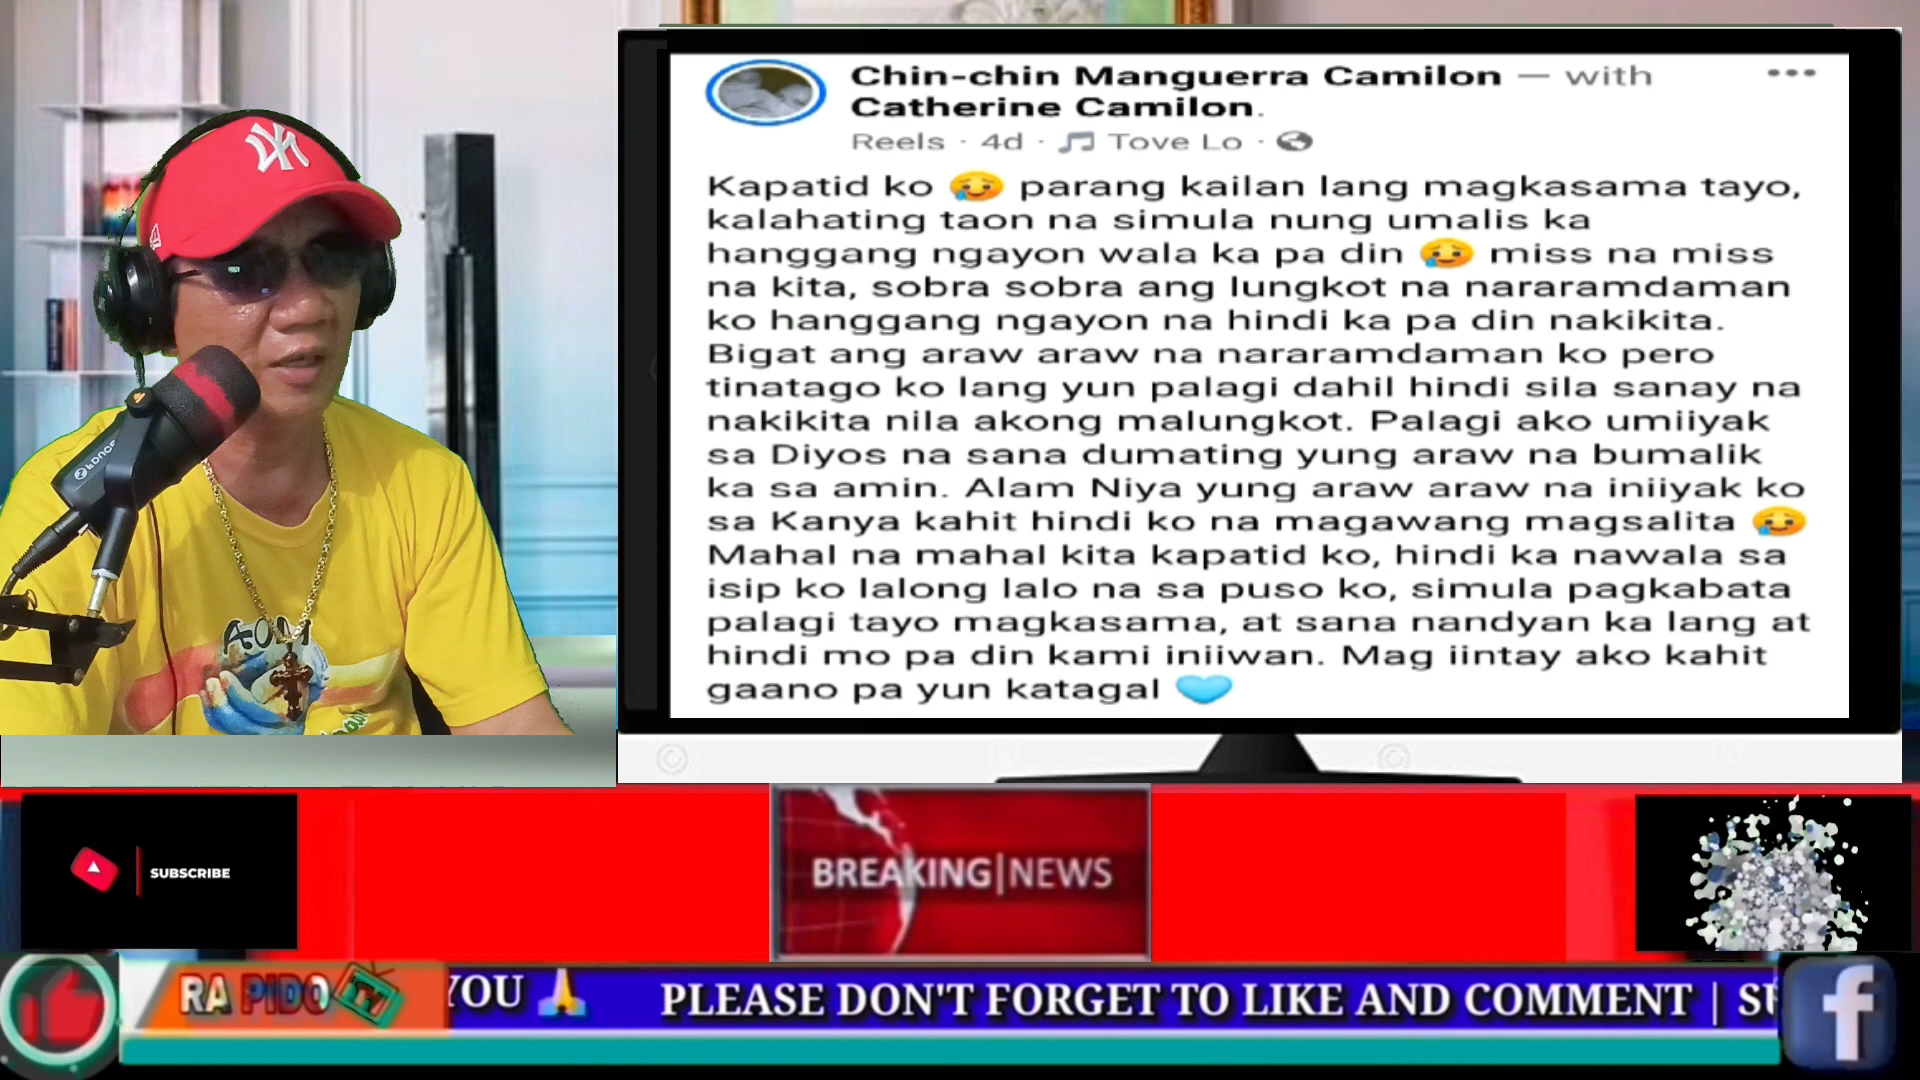 Chin-chin Manguerra Camilon — with
Catherine Camilon.
Reels · 4d · Tove Lo ·
Kapatid ko 🥲 parang kailan lang magkasama tayo,
kalahating taon na simula nung umalis ka
hanggang ngayon wala ka pa din 🥲 miss na miss
na kita, sobra sobra ang lungkot na nararamdaman
ko hanggang ngayon na hindi ka pa din nakikita.
Bigat ang araw araw na nararamdaman ko pero
tinatago ko lang yun palagi dahil hindi sila sanay na
nakikita nila akong malungkot. Palagi ako umiiyak
sa Diyos na sana dumating yung araw na bumalik
ka sa amin. Alam Niya yung araw araw na iniiyak ko
sa Kanya kahit hindi ko na magawang magsalita 🥲
Mahal na mahal kita kapatid ko, hindi ka nawala sa
isip ko lalong lalo na sa puso ko, simula pagkabata
palagi tayo magkasama, at sana nandyan ka lang at
hindi mo pa din kami iniiwan. Mag iintay ako kahit
gaano pa yun katagal 🩵
SUBSCRIBE
BREAKING|NEWS
RA PIDO TV
YOU 🙏 PLEASE DON'T FORGET TO LIKE AND COMMENT |